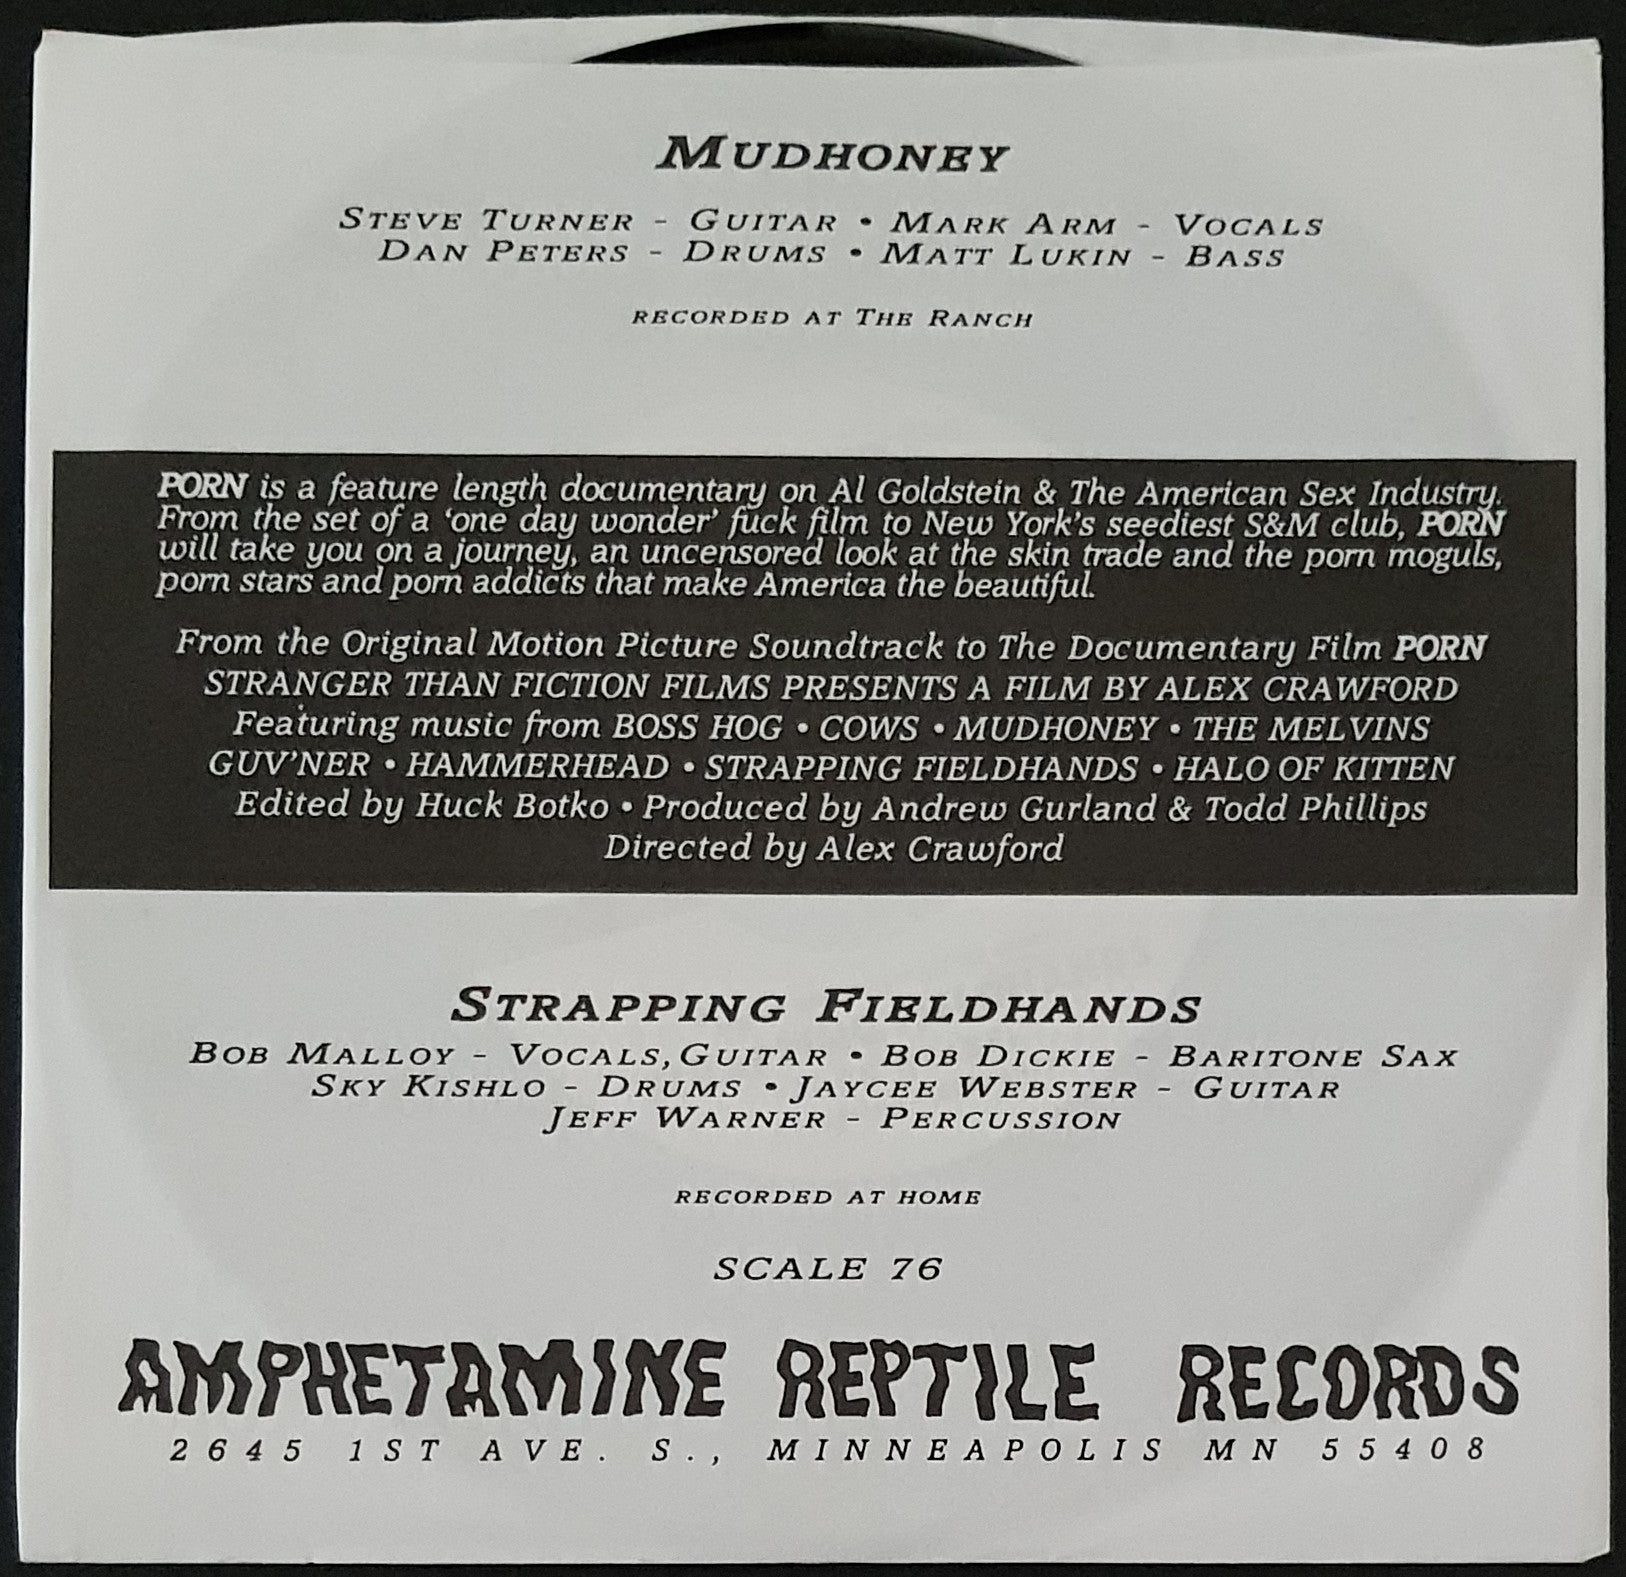 MUDHONEY
STEVE TURNER - GUITAR • MARK ARM - VOCALS
DAN PETERS - DRUMS • MATT LUKIN - BASS
RECORDED AT THE RANCH
PORN is a feature length documentary on Al Goldstein & The American Sex Industry.
From the set of a ‘one day wonder’ fuck film to New York’s seediest S&M club, PORN
will take you on a journey, an uncensored look at the skin trade and the porn moguls,
porn stars and porn addicts that make America the beautiful.
From the Original Motion Picture Soundtrack to The Documentary Film PORN
STRANGER THAN FICTION FILMS PRESENTS A FILM BY ALEX CRAWFORD
Featuring music from BOSS HOG • COWS • MUDHONEY • THE MELVINS
GUV’NER • HAMMERHEAD • STRAPPING FIELDHANDS • HALO OF KITTEN
Edited by Huck Botko • Produced by Andrew Gurland & Todd Phillips
Directed by Alex Crawford
STRAPPING FIELDHANDS
BOB MALLOY - VOCALS, GUITAR • BOB DICKIE - BARITONE SAX
SKY KISHLO - DRUMS • JAYCEE WEBSTER - GUITAR
JEFF WARNER - PERCUSSION
RECORDED AT HOME
SCALE 76
AMPHETAMINE REPTILE RECORDS
2645 1ST AVE. S., MINNEAPOLIS MN 55408